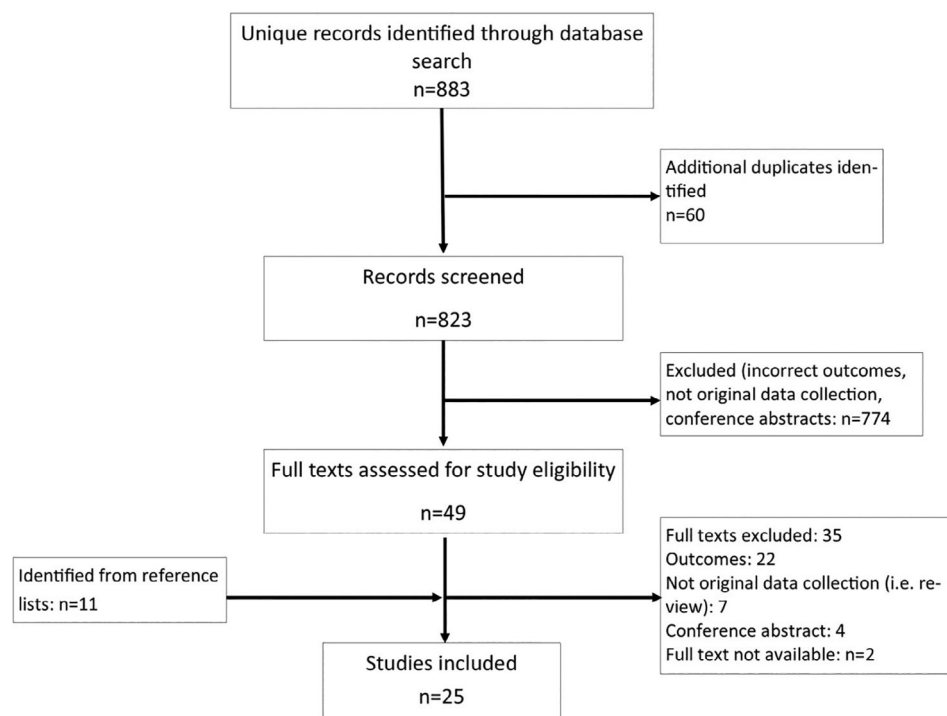 Unique records identified through database
search
n=883
Additional duplicates iden-
tified
n=60
Records screened
n=823
Excluded (incorrect outcomes,
not original data collection,
conference abstracts: n=774
Full texts assessed for study eligibility
n=49
Identified from reference
lists: n=11
Full texts excluded: 35
Outcomes: 22
Not original data collection (i.e. re-
view): 7
Conference abstract: 4
Full text not available: n=2
Studies included
n=25